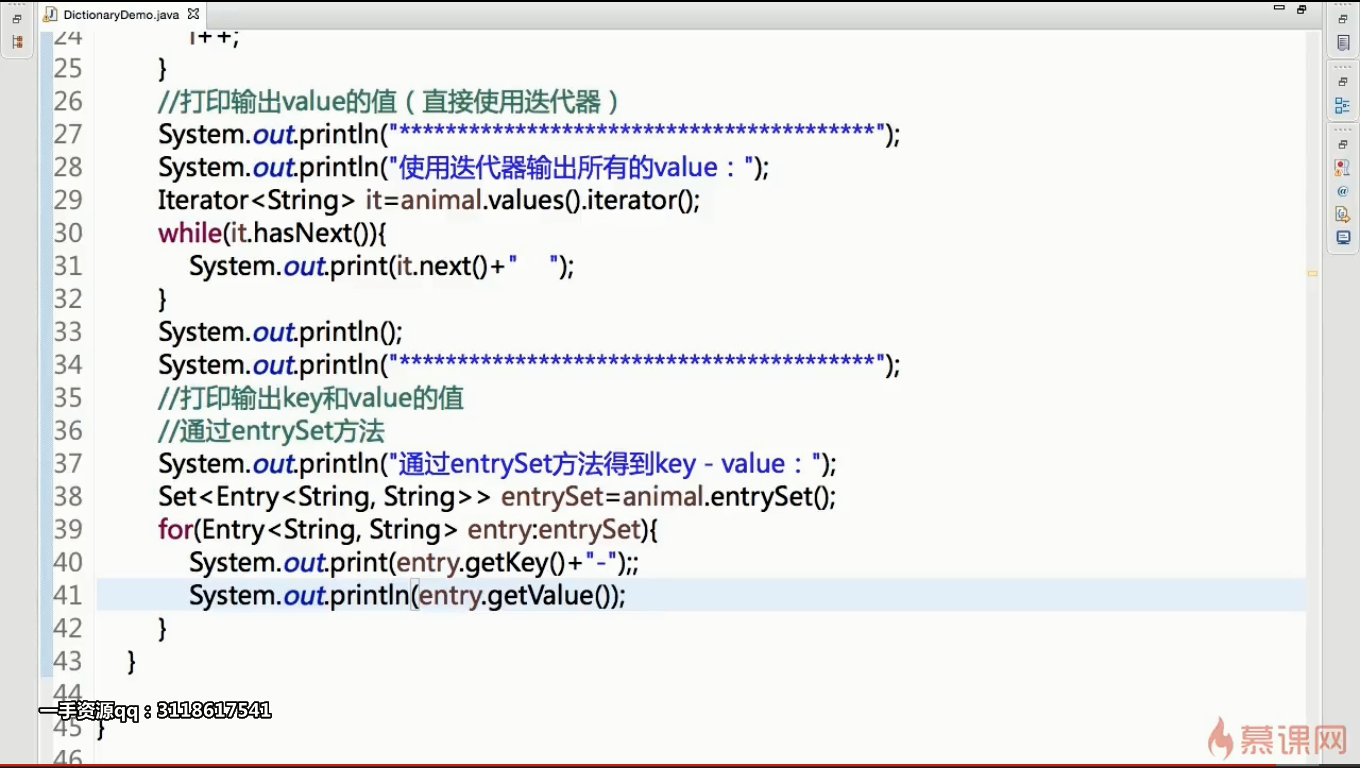 DictionaryDemo.java
24 i++;
25 }
26 //打印输出value的值（直接使用迭代器）
27 System.out.println("*****************************************");
28 System.out.println("使用迭代器输出所有的value：");
29 Iterator<String> it=animal.values().iterator();
30 while(it.hasNext()){
31 System.out.print(it.next()+"    ");
32 }
33 System.out.println();
34 System.out.println("*****************************************");
35 //打印输出key和value的值
36 //通过entrySet方法
37 System.out.println("通过entrySet方法得到key－value：");
38 Set<Entry<String, String>> entrySet=animal.entrySet();
39 for(Entry<String, String> entry:entrySet){
40 System.out.print(entry.getKey()+"-");;
41 System.out.println(entry.getValue());
42 }
43 }
44
一手资源qq：3118617541
45 }
46
慕课网